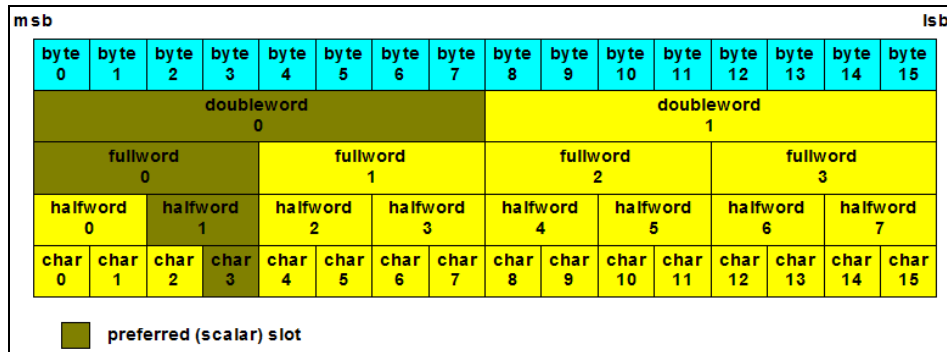 msb lsb
byte byte byte byte byte byte byte byte byte byte byte byte byte byte byte byte
0 1 2 3 4 5 6 7 8 9 10 11 12 13 14 15
doubleword doubleword
0 1
fullword fullword fullword fullword
0 1 2 3
halfword halfword halfword halfword halfword halfword halfword halfword
0 1 2 3 4 5 6 7
char char char char char char char char char char char char char char char char
0 1 2 3 4 5 6 7 8 9 10 11 12 13 14 15
preferred (scalar) slot